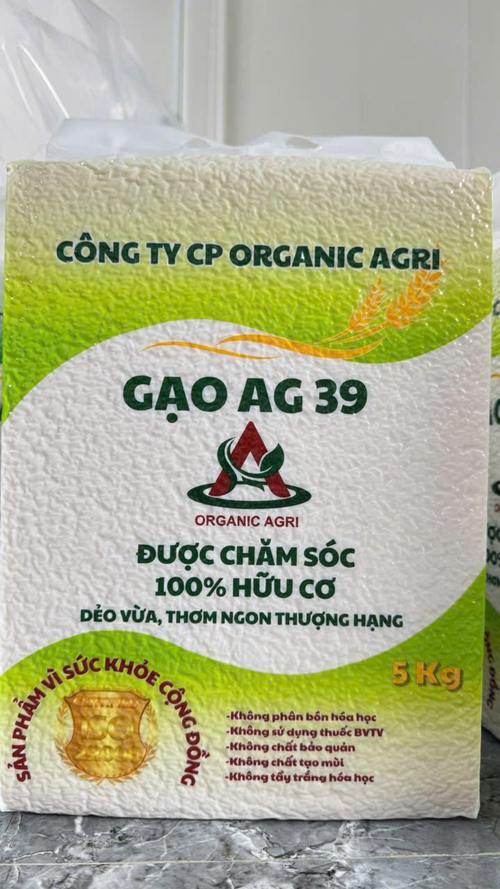 CÔNG TY CP ORGANIC AGRI
GẠO AG 39
ORGANIC AGRI
ĐƯỢC CHĂM SÓC
100% HỮU CƠ
DẺO VỪA, THƠM NGON THƯỢNG HẠNG
5 Kg
SẢN PHẨM VÌ SỨC KHỎE CỘNG ĐỒNG
ISO
-Không phân bón hóa học
-Không sử dụng thuốc BVTV
-Không chất bảo quản
-Không chất tạo mùi
-Không tẩy trắng hóa học